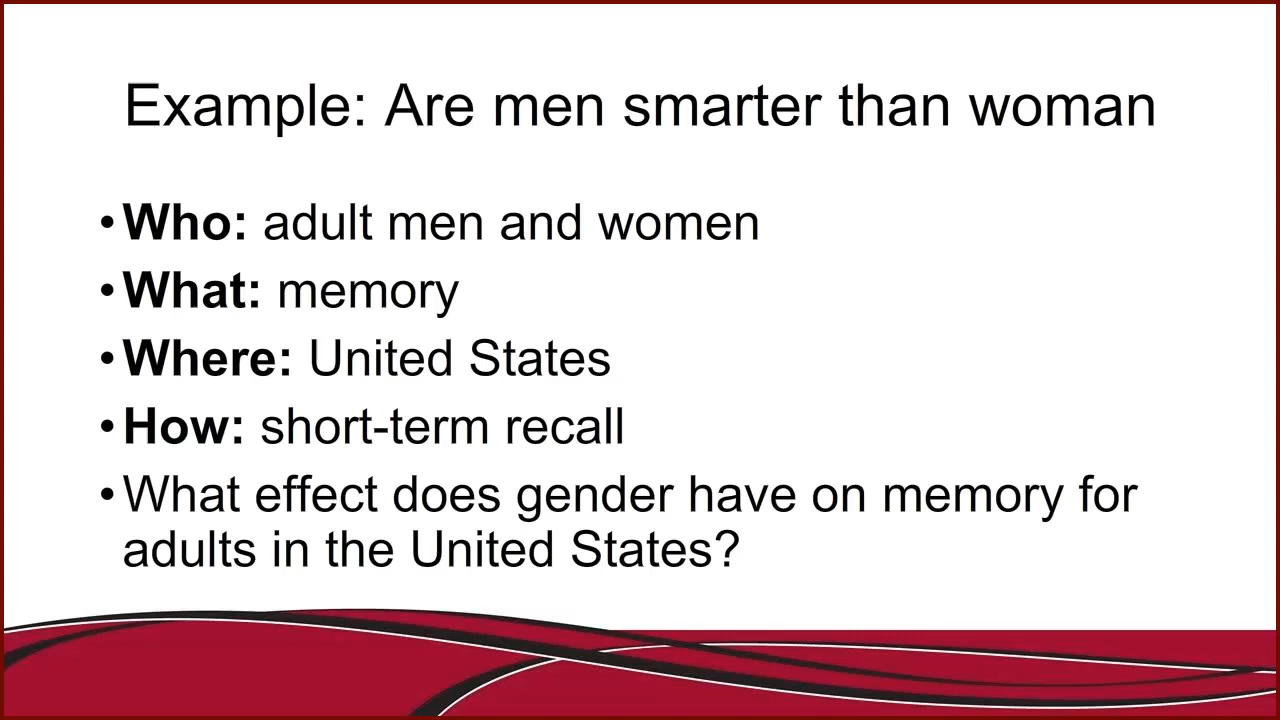 Example: Are men smarter than woman
•Who: adult men and women
•What: memory
•Where: United States
•How: short-term recall
•What effect does gender have on memory for
adults in the United States?